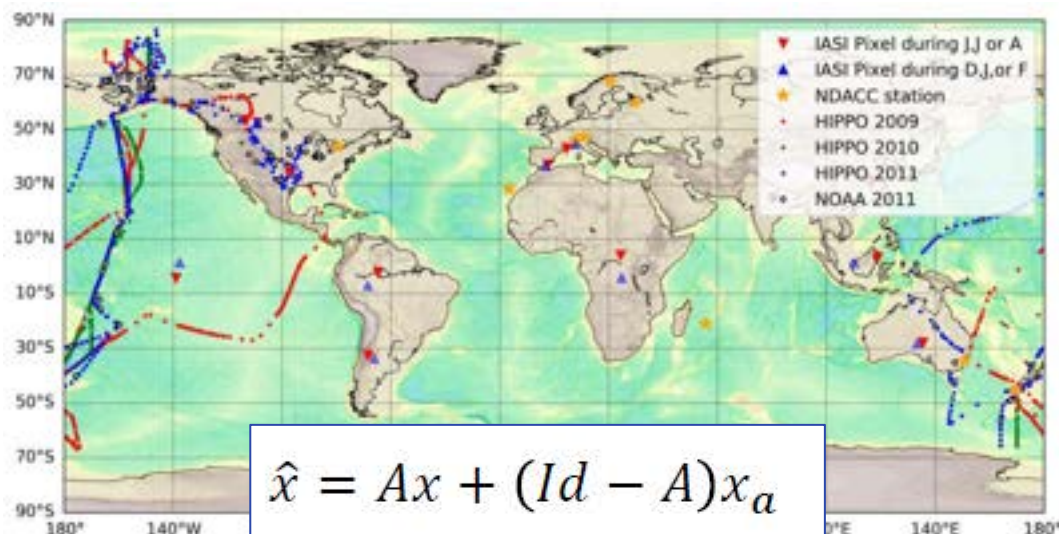 90°N
70°N
50°N
30°N
10°N
10°S
30°S
50°S
70°S
90°S
IASI Pixel during J,J or A
IASI Pixel during D,J,or F
NDACC station
HIPPO 2009
HIPPO 2010
HIPPO 2011
NOAA 2011
x̂ = Ax + (Id − A)xₐ
180° 140°W 0°E 140°E 180°